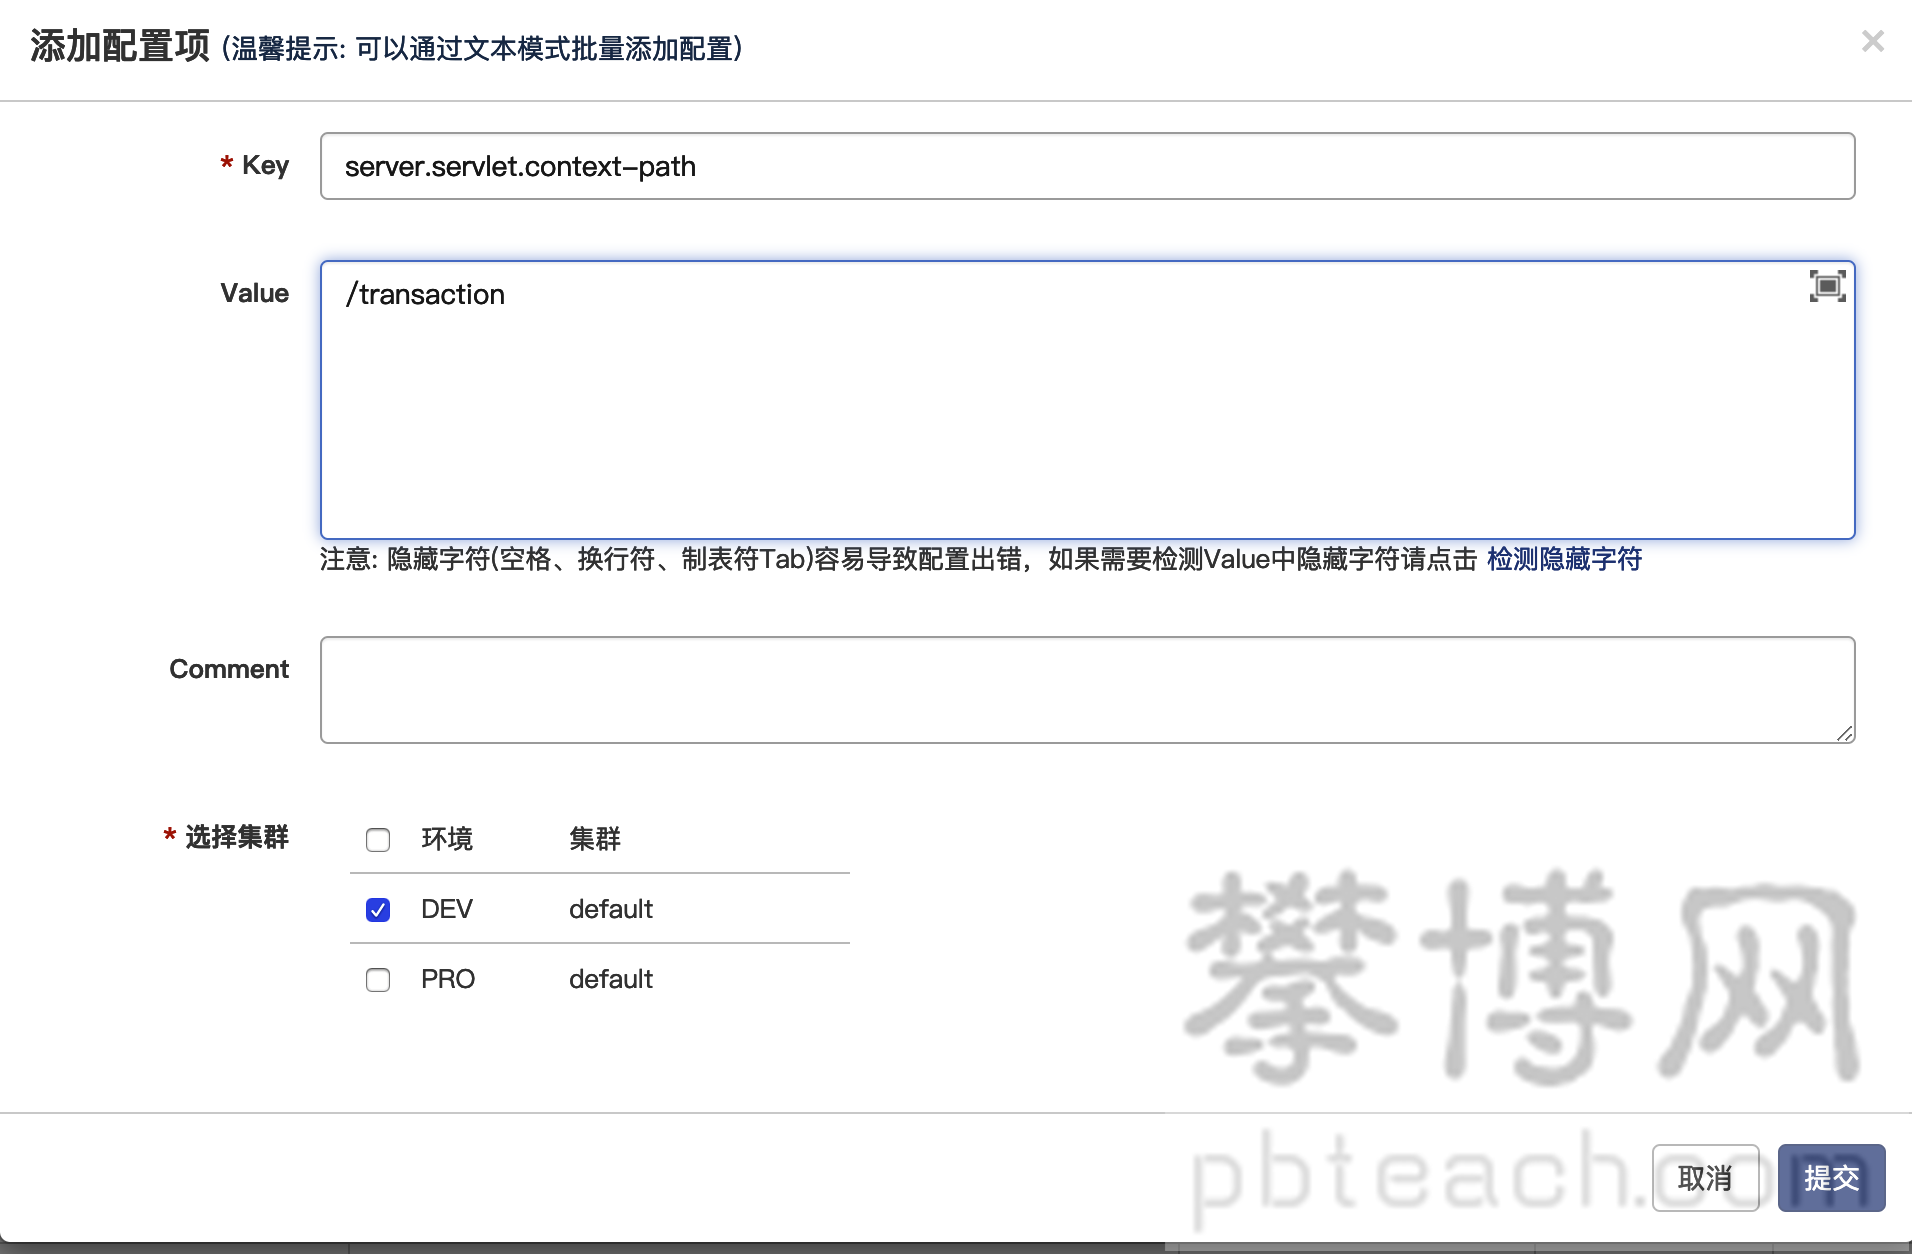 添加配置项 (温馨提示: 可以通过文本模式批量添加配置)
×
* Key
server.servlet.context-path
Value
/transaction
注意: 隐藏字符(空格、换行符、制表符Tab)容易导致配置出错，如果需要检测Value中隐藏字符请点击 检测隐藏字符
Comment
* 选择集群
环境 集群
DEV default
PRO default
攀博网
pbteach.com
取消 提交